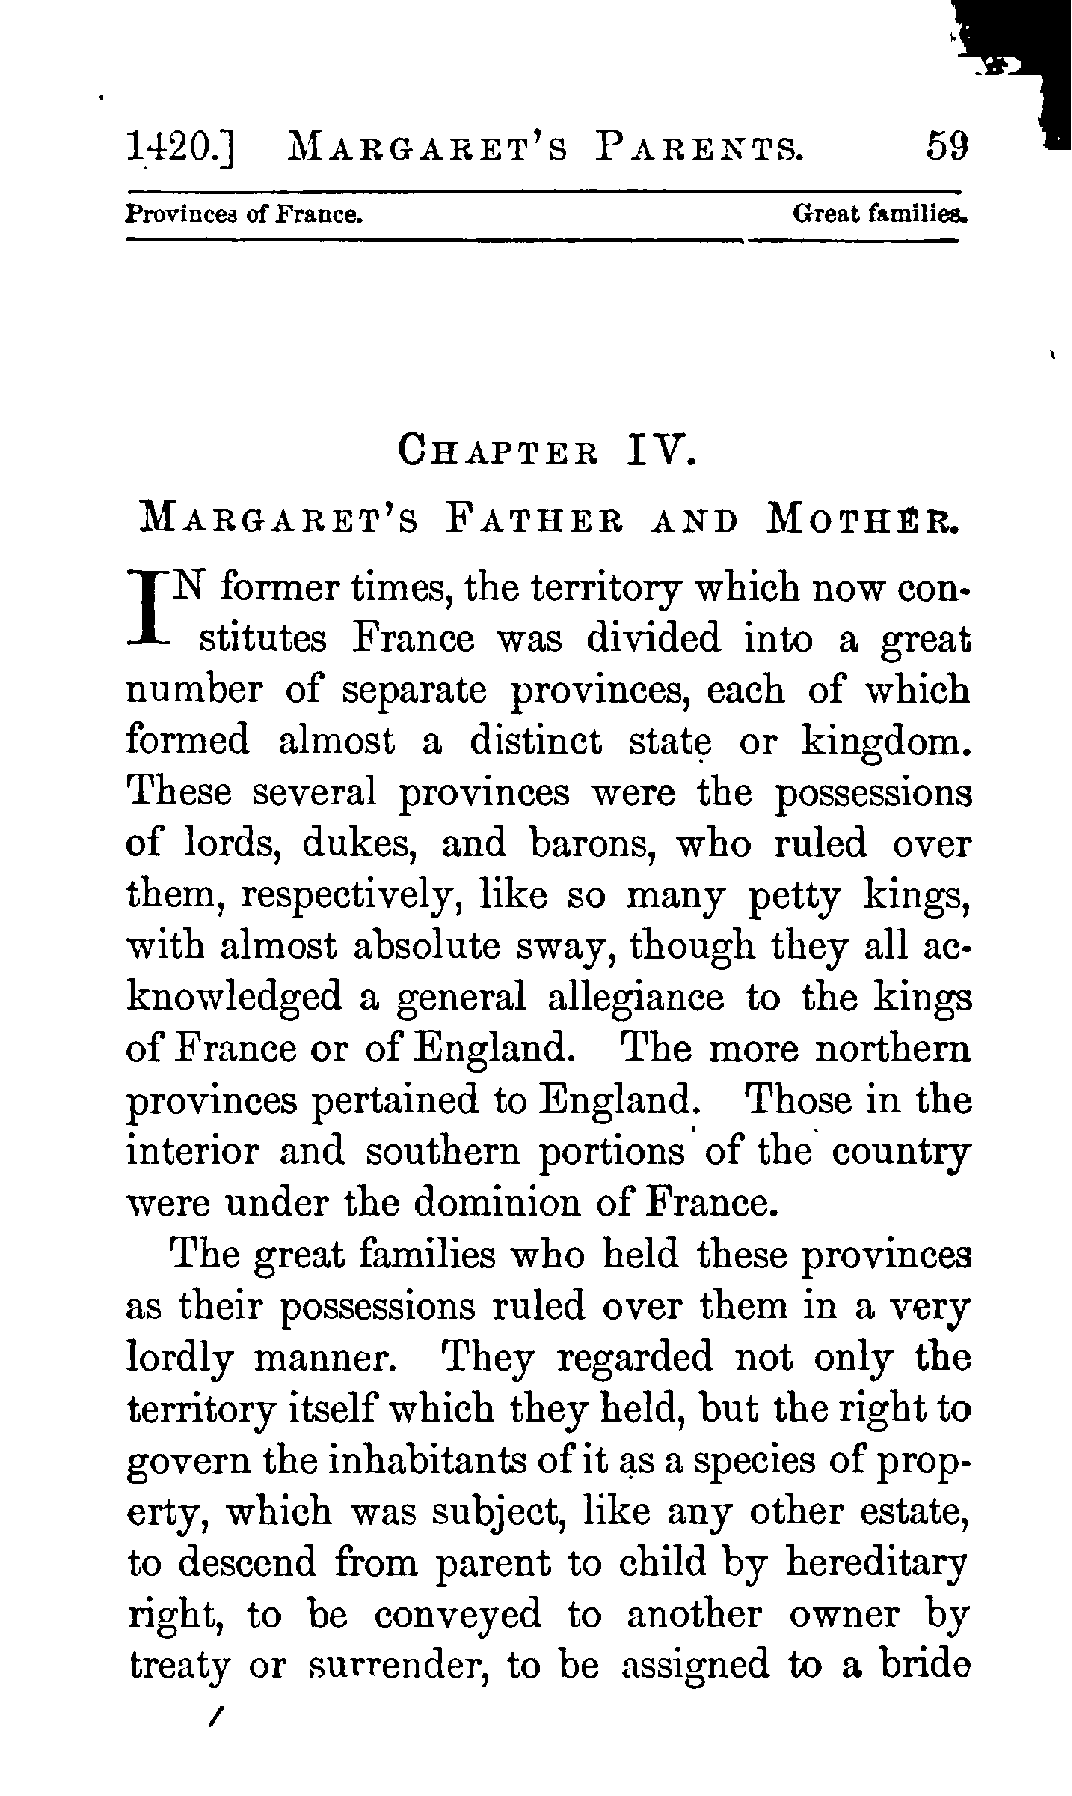 1420.] MARGARET'S PARENTS. 59
Provinces of France. Great families.
CHAPTER IV.
MARGARET'S FATHER AND MOTHER.
IN former times, the territory which now con-
stitutes France was divided into a great
number of separate provinces, each of which
formed almost a distinct state or kingdom.
These several provinces were the possessions
of lords, dukes, and barons, who ruled over
them, respectively, like so many petty kings,
with almost absolute sway, though they all ac-
knowledged a general allegiance to the kings
of France or of England. The more northern
provinces pertained to England. Those in the
interior and southern portions of the country
were under the dominion of France.
The great families who held these provinces
as their possessions ruled over them in a very
lordly manner. They regarded not only the
territory itself which they held, but the right to
govern the inhabitants of it as a species of prop-
erty, which was subject, like any other estate,
to descend from parent to child by hereditary
right, to be conveyed to another owner by
treaty or surrender, to be assigned to a bride